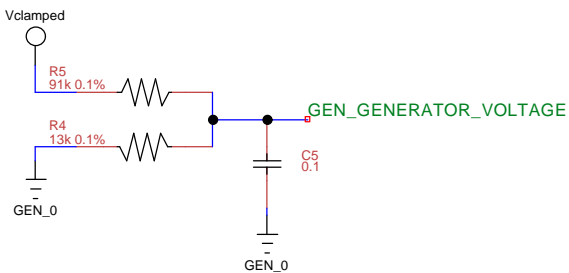 Vclamped
R5
91k 0.1%
GEN_GENERATOR_VOLTAGE
R4
13k 0.1%
C5
0.1
GEN_0
GEN_0